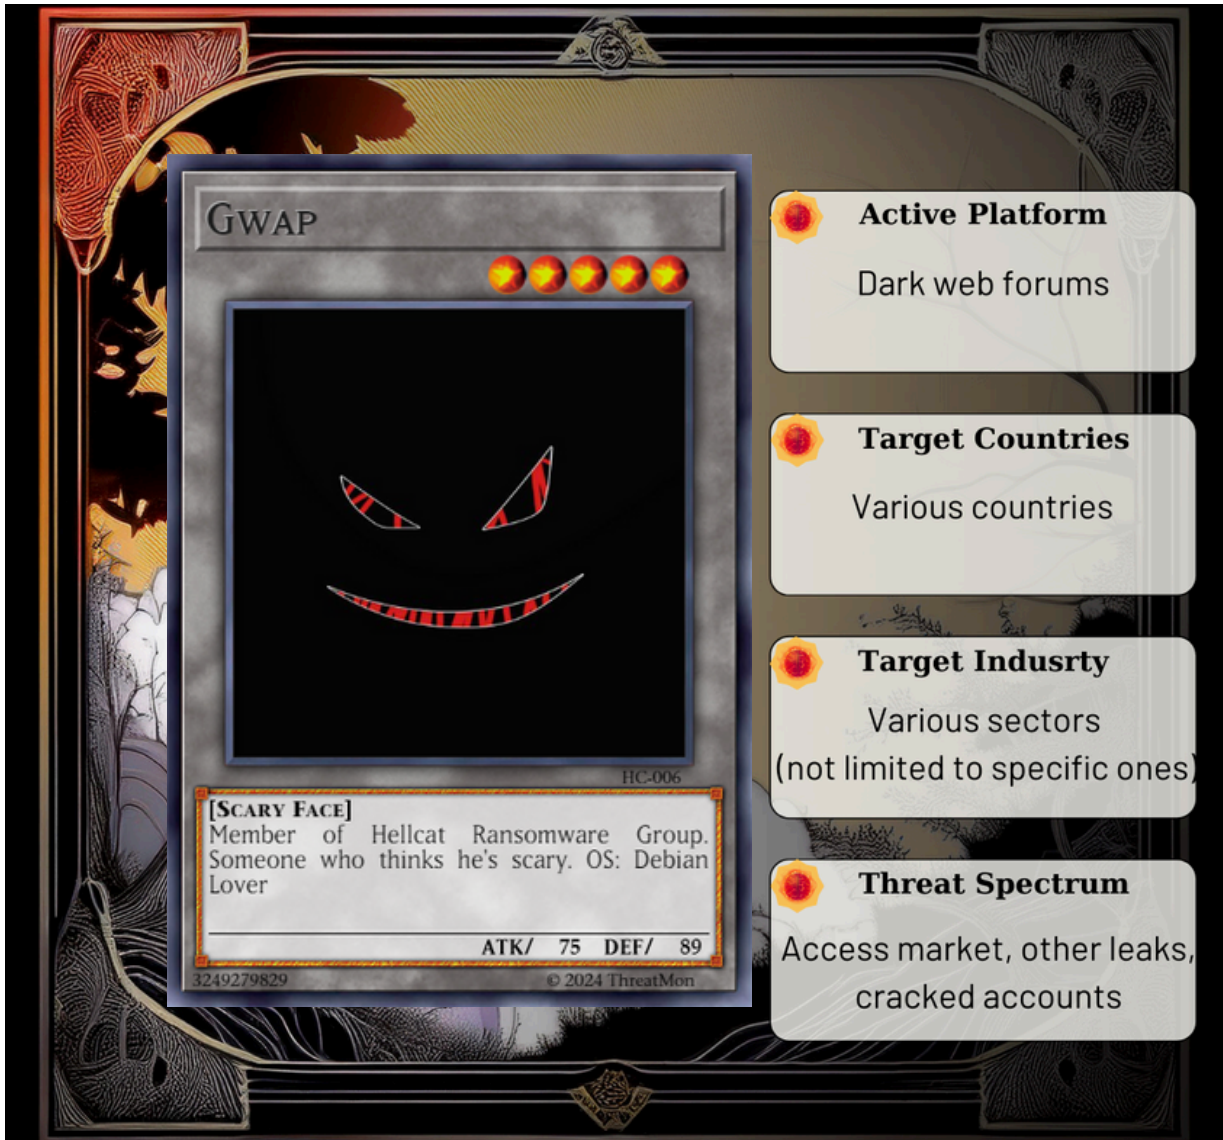 GWAP
HC-006
[SCARY FACE]
Member of Hellcat Ransomware Group.
Someone who thinks he's scary. OS: Debian
Lover
ATK/ 75 DEF/ 89
3249279829 © 2024 ThreatMon
Active Platform
Dark web forums
Target Countries
Various countries
Target Indusrty
Various sectors
(not limited to specific ones)
Threat Spectrum
Access market, other leaks,
cracked accounts